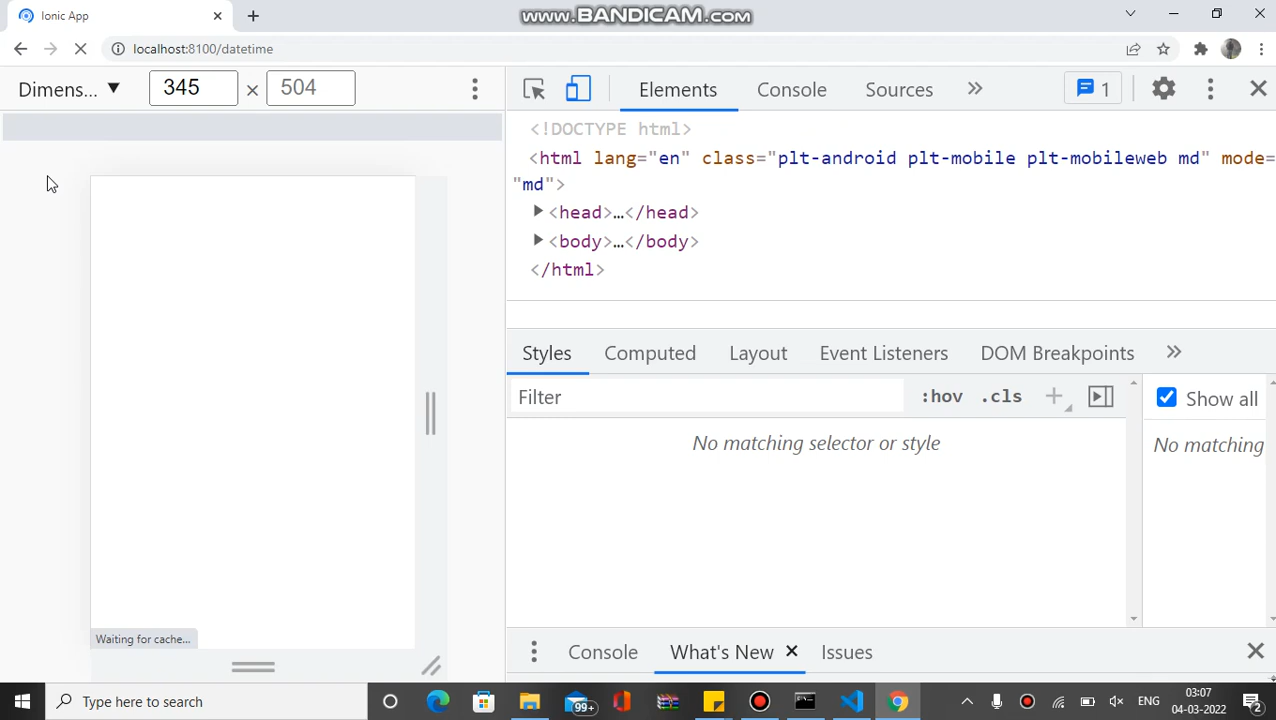 Ionic App
www.BANDICAM.com
localhost:8100/datetime
Dimens... 345 × 504
Elements Console Sources 1
<!DOCTYPE html>
<html lang="en" class="plt-android plt-mobile plt-mobileweb md" mode=
"md">
<head>…</head>
<body>…</body>
</html>
Styles Computed Layout Event Listeners DOM Breakpoints
Filter :hov .cls Show all
No matching selector or style No matching
Waiting for cache...
Console What's New Issues
Type here to search 99+ ENG 03:07
04-03-2022 2